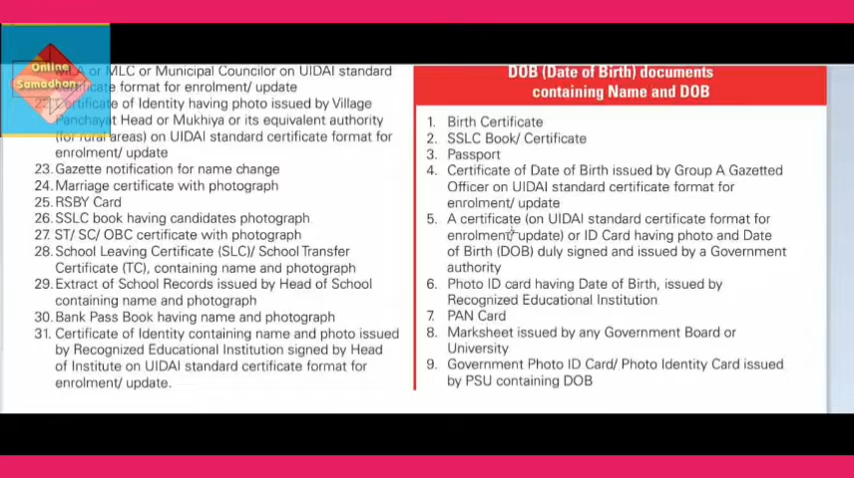 Online
Samadhan
MLA or MLC or Municipal Councilor on UIDAI standard
certificate format for enrolment/ update
22. Certificate of Identity having photo issued by Village
Panchayat Head or Mukhiya or its equivalent authority
(for rural areas) on UIDAI standard certificate format for
enrolment/ update
23. Gazette notification for name change
24. Marriage certificate with photograph
25. RSBY Card
26. SSLC book having candidates photograph
27. ST/ SC/ OBC certificate with photograph
28. School Leaving Certificate (SLC)/ School Transfer
Certificate (TC), containing name and photograph
29. Extract of School Records issued by Head of School
containing name and photograph
30. Bank Pass Book having name and photograph
31. Certificate of Identity containing name and photo issued
by Recognized Educational Institution signed by Head
of Institute on UIDAI standard certificate format for
enrolment/ update.
DOB (Date of Birth) documents
containing Name and DOB
1. Birth Certificate
2. SSLC Book/ Certificate
3. Passport
4. Certificate of Date of Birth issued by Group A Gazetted
Officer on UIDAI standard certificate format for
enrolment/ update
5. A certificate (on UIDAI standard certificate format for
enrolment/ update) or ID Card having photo and Date
of Birth (DOB) duly signed and issued by a Government
authority
6. Photo ID card having Date of Birth, issued by
Recognized Educational Institution
7. PAN Card
8. Marksheet issued by any Government Board or
University
9. Government Photo ID Card/ Photo Identity Card issued
by PSU containing DOB